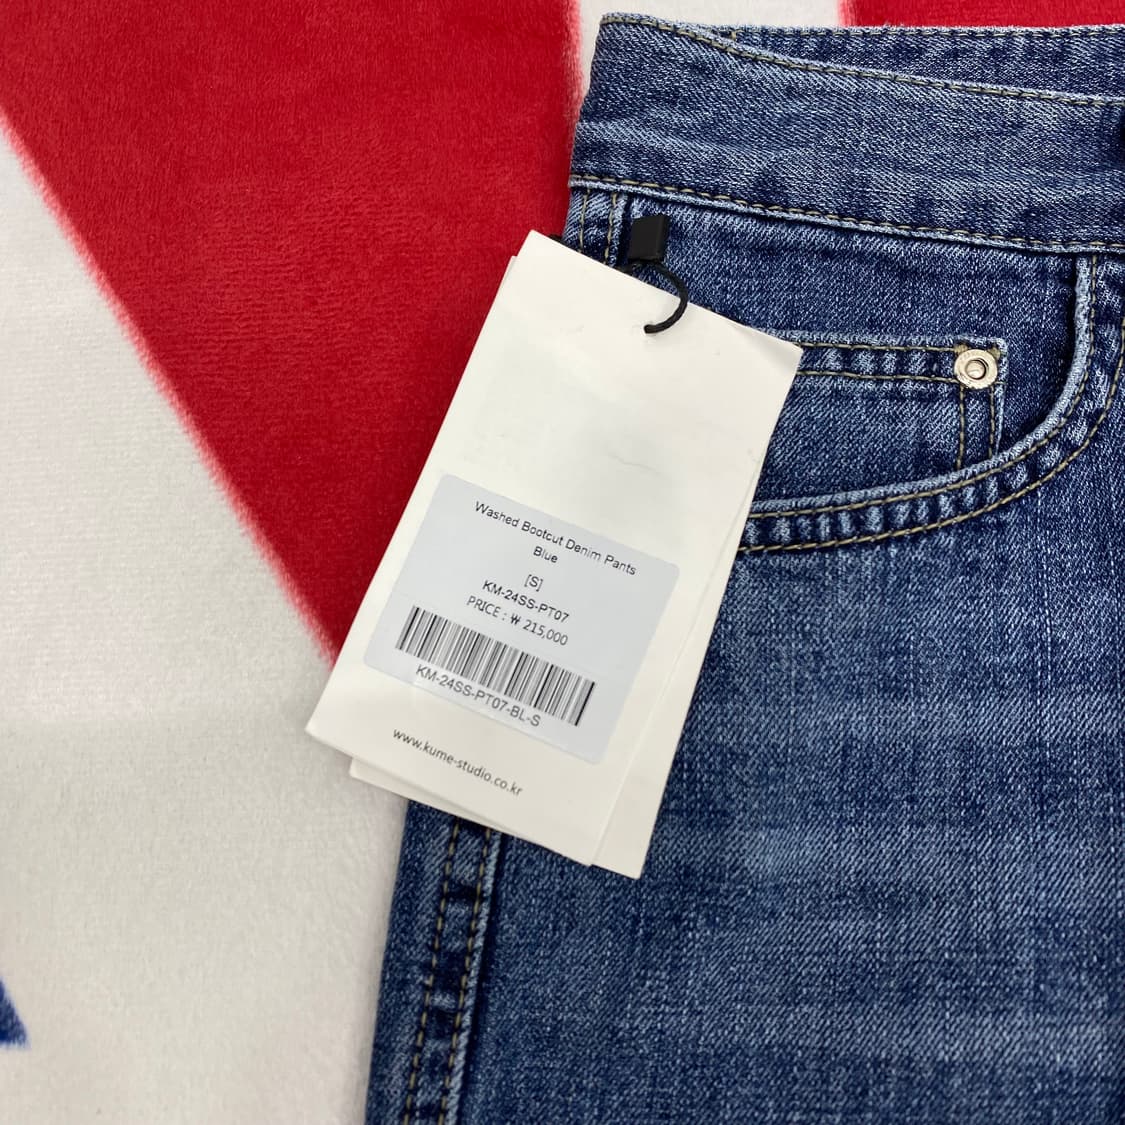 Washed Bootcut Denim Pants
Blue
[S]
KM-24SS-PT07
PRICE : ₩ 215,000
KM-24SS-PT07-BL-S
www.kume-studio.co.kr